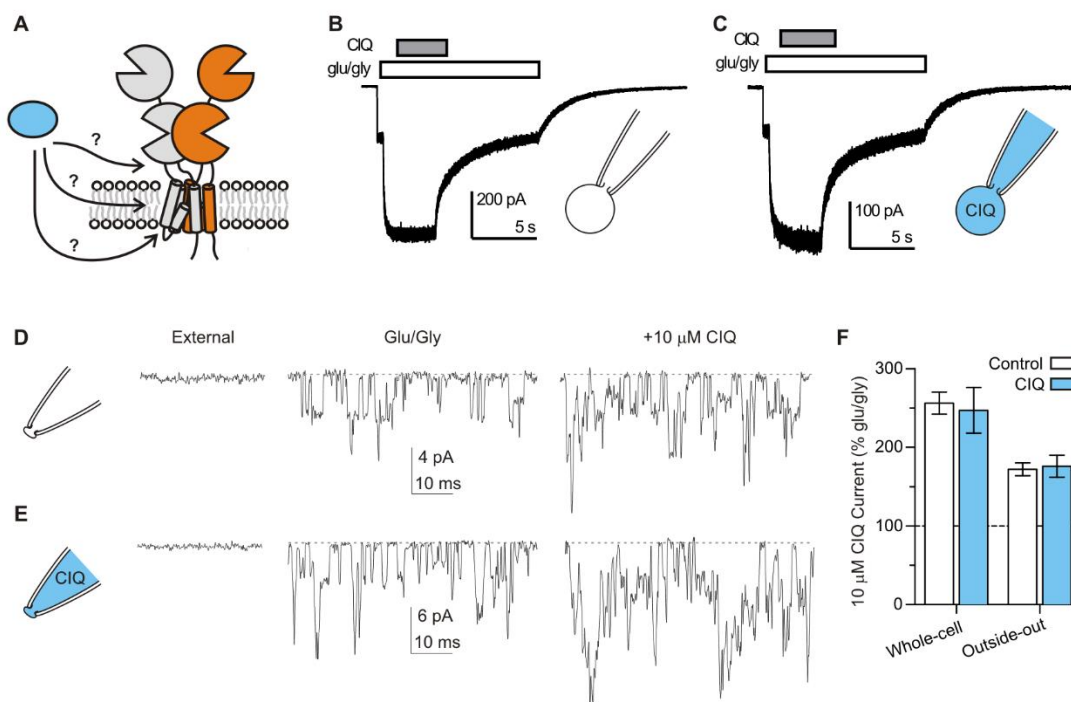 A
?
?
?
B
CIQ
glu/gly
200 pA
5 s
C
CIQ
glu/gly
100 pA
5 s
CIQ
D
External
Glu/Gly
+10 μM CIQ
4 pA
10 ms
E
CIQ
6 pA
10 ms
F
Control
CIQ
10 μM CIQ Current (% glu/gly)
300
200
100
0
Whole-cell
Outside-out